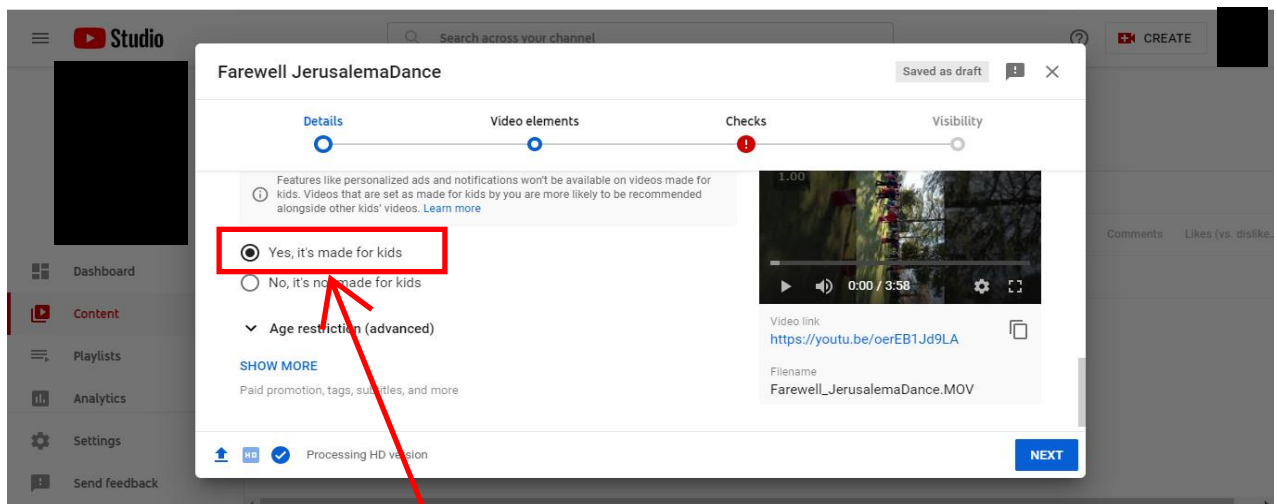 Studio
Search across your channel
CREATE
Farewell JerusalemaDance
Saved as draft
Details
Video elements
Checks
Visibility
Features like personalized ads and notifications won't be available on videos made for
kids. Videos that are set as made for kids by you are more likely to be recommended
alongside other kids' videos. Learn more
Yes, it's made for kids
No, it's not made for kids
Age restriction (advanced)
SHOW MORE
Paid promotion, tags, subtitles, and more
1.00
0:00 / 3:58
Video link
https://youtu.be/oerEB1Jd9LA
Filename
Farewell_JerusalemaDance.MOV
Comments
Likes (vs. dislike...
Dashboard
Content
Playlists
Analytics
Settings
Send feedback
HD
Processing HD version
NEXT